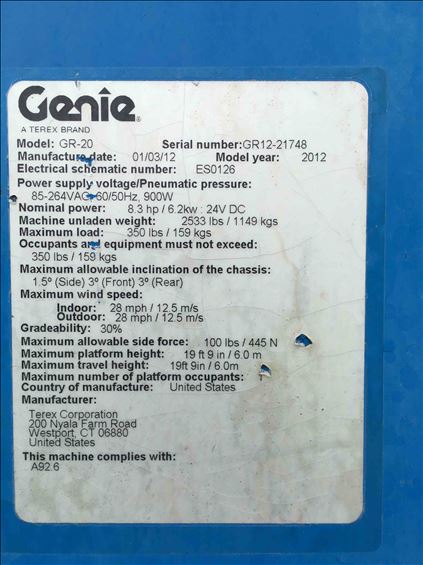 Genie®
A TEREX BRAND
Model: GR-20 Serial number:GR12-21748
Manufacture date: 01/03/12 Model year: 2012
Electrical schematic number: ES0126
Power supply voltage/Pneumatic pressure:
85-264VAC 60/50Hz, 900W
Nominal power: 8.3 hp / 6.2kw : 24V DC
Machine unladen weight: 2533 lbs / 1149 kgs
Maximum load: 350 lbs / 159 kgs
Occupants and equipment must not exceed:
350 lbs / 159 kgs
Maximum allowable inclination of the chassis:
1.5º (Side) 3º (Front) 3º (Rear)
Maximum wind speed:
Indoor: 28 mph / 12.5 m/s
Outdoor: 28 mph / 12.5 m/s
Gradeability: 30%
Maximum allowable side force: 100 lbs / 445 N
Maximum platform height: 19 ft 9 in / 6.0 m
Maximum travel height: 19ft 9in / 6.0m
Maximum number of platform occupants: 1
Country of manufacture: United States
Manufacturer:
Terex Corporation
200 Nyala Farm Road
Westport, CT 06880
United States
This machine complies with:
A92.6